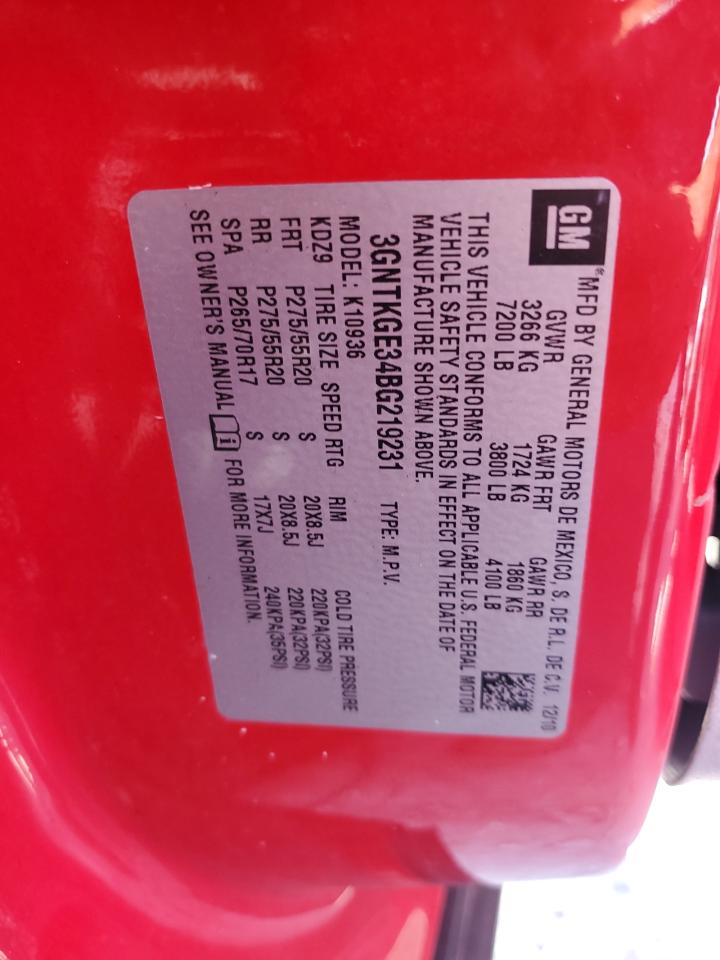 GM ® MFD BY GENERAL MOTORS DE MEXICO, S. DE R.L. DE C.V. 12/10
GVWR GAWR FRT GAWR RR
3266 KG 1724 KG 1860 KG
7200 LB 3800 LB 4100 LB
THIS VEHICLE CONFORMS TO ALL APPLICABLE U.S. FEDERAL MOTOR
VEHICLE SAFETY STANDARDS IN EFFECT ON THE DATE OF
MANUFACTURE SHOWN ABOVE.
3GNTKGE34BG219231 TYPE: M.P.V.
MODEL: K10936
KDZ9 TIRE SIZE SPEED RTG RIM COLD TIRE PRESSURE
FRT P275/55R20 S 20X8.5J 220KPA(32PSI)
RR P275/55R20 S 20X8.5J 220KPA(32PSI)
SPA P265/70R17 S 17X7J 240KPA(35PSI)
SEE OWNER'S MANUAL i FOR MORE INFORMATION.